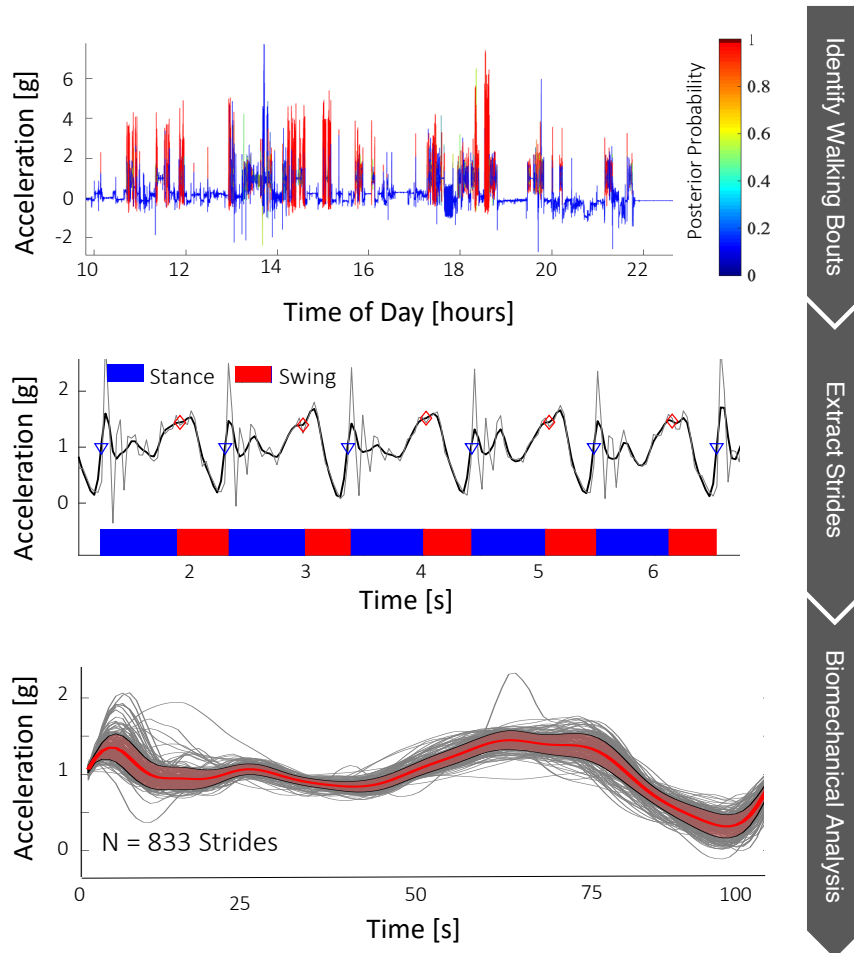 Acceleration [g]
6
4
2
0
-2
10 12 14 16 18 20 22
Time of Day [hours]
Posterior Probability
1
0.8
0.6
0.4
0.2
0
Identify Walking Bouts
Stance Swing
Acceleration [g]
2
1
0
2 3 4 5 6
Time [s]
Extract Strides
Acceleration [g]
2
1
0
N = 833 Strides
0 25 50 75 100
Time [s]
Biomechanical Analysis